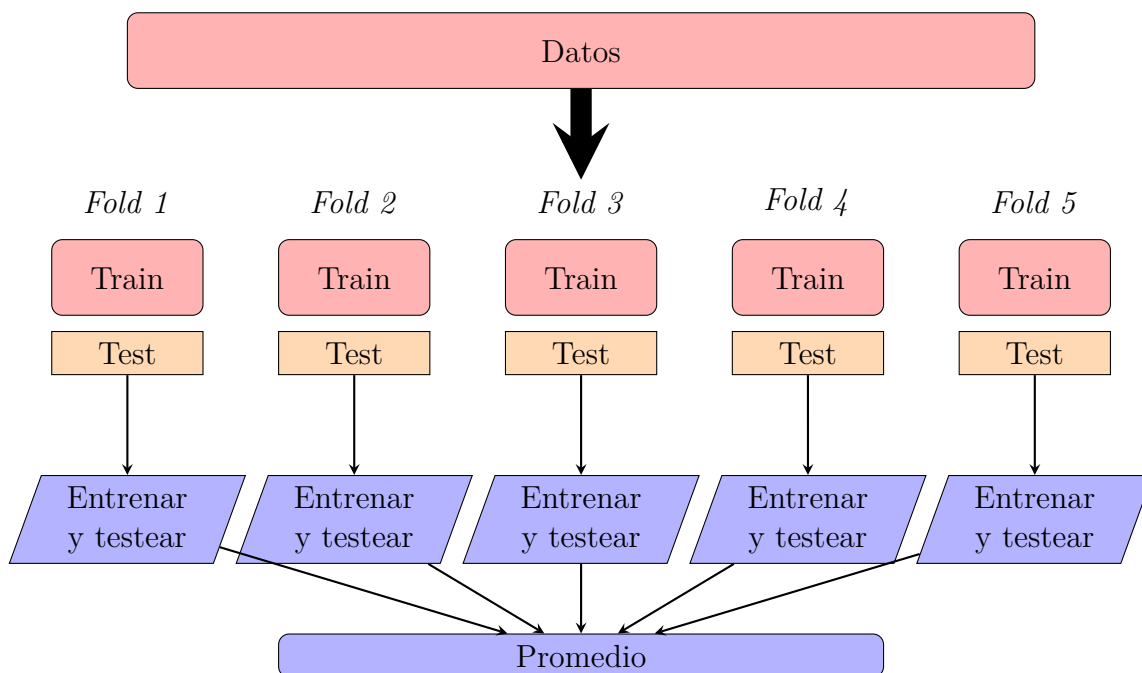 Datos
Fold 1 Fold 2 Fold 3 Fold 4 Fold 5
Train Train Train Train Train
Test Test Test Test Test
Entrenar Entrenar Entrenar Entrenar Entrenar
y testear y testear y testear y testear y testear
Promedio